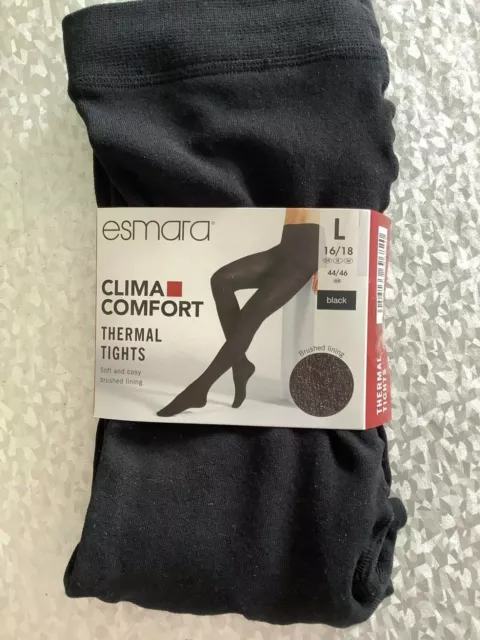 esmara®
CLIMA
COMFORT
THERMAL
TIGHTS
Soft and cosy
brushed lining
L
16/18
44/46
black
Brushed lining
THERMAL
TIGHTS